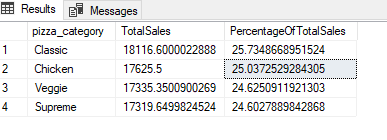 Results Messages
pizza_category TotalSales PercentageOfTotalSales
1 Classic 18116.6000022888 25.7348668951524
2 Chicken 17625.5 25.0372529284305
3 Veggie 17335.3500900269 24.6250911921303
4 Supreme 17319.6499824524 24.6027889842868